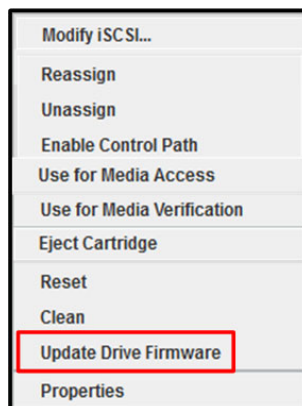 Modify iSCSI...
Reassign
Unassign
Enable Control Path
Use for Media Access
Use for Media Verification
Eject Cartridge
Reset
Clean
Update Drive Firmware
Properties